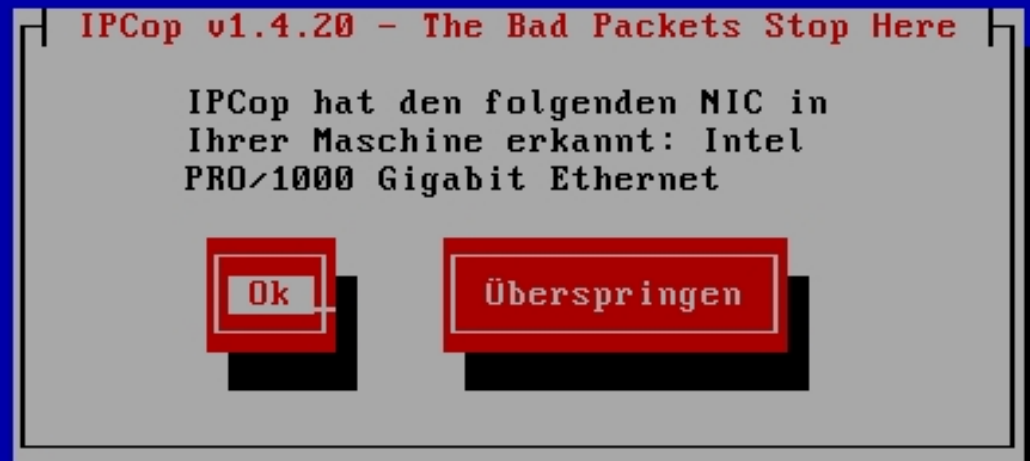 IPCop v1.4.20 - The Bad Packets Stop Here
IPCop hat den folgenden NIC in
Ihrer Maschine erkannt: Intel
PRO/1000 Gigabit Ethernet
Ok
Überspringen